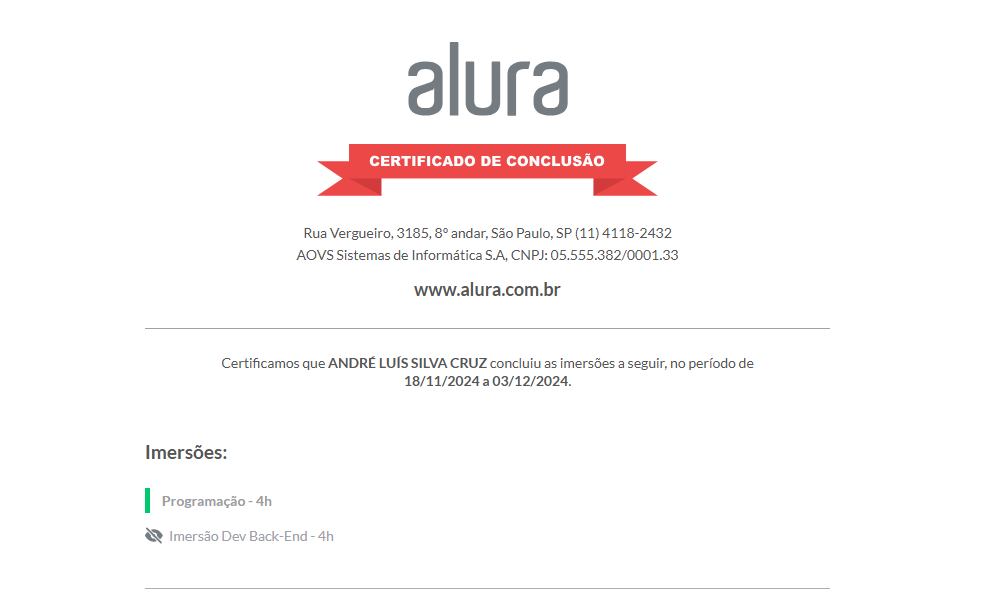 alura
CERTIFICADO DE CONCLUSÃO
Rua Vergueiro, 3185, 8º andar, São Paulo, SP (11) 4118-2432
AOVS Sistemas de Informática S.A, CNPJ: 05.555.382/0001.33
www.alura.com.br
Certificamos que ANDRÉ LUÍS SILVA CRUZ concluiu as imersões a seguir, no período de
18/11/2024 a 03/12/2024.
Imersões:
Programação - 4h
Imersão Dev Back-End - 4h